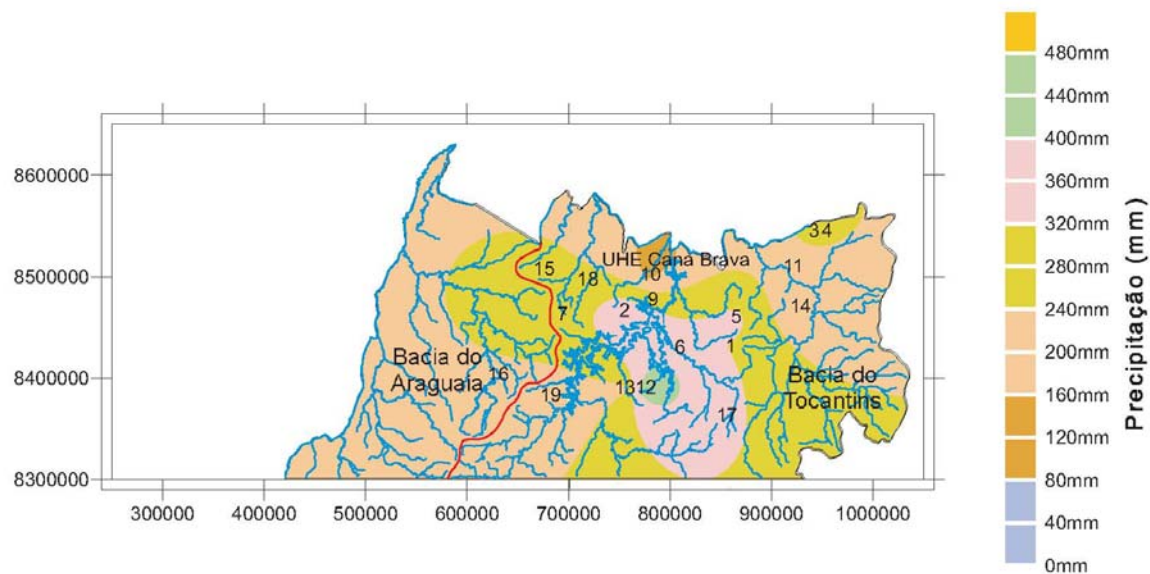 480mm
440mm
400mm
360mm
320mm
280mm
240mm
200mm
160mm
120mm
80mm
40mm
0mm
Precipitação (mm)
8600000
8500000
8400000
8300000
300000 400000 500000 600000 700000 800000 900000 1000000
34
UHE Cana Brava
15
18
10
11
7
2
9
5
14
6
1
Bacia do
Araguaia
16
19
1312
17
Bacia do
Tocantins